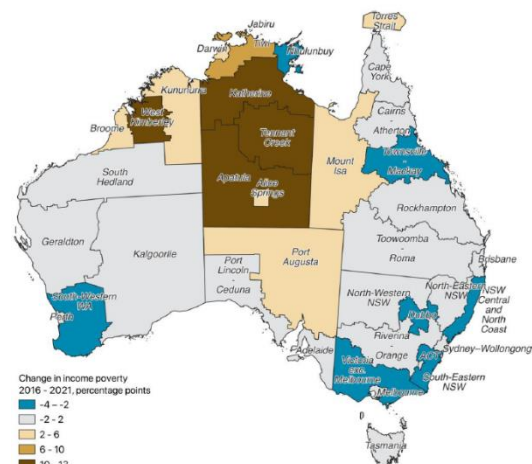 Torres
Strait
Jabiru
Tiwi
Darwin
Nhulunbuy
Katherine
Cape
York
Kununurra
West
Kimberley
Broome
Tennant
Creek
Cairns
-
Atherton
Townsville
-
Mackay
Mount
Isa
Apatula
Alice
Springs
South Hedland
Rockhampton
Geraldton
Kalgoorlie
Toowoomba
-
Roma
Brisbane
Port
Augusta
Port
Lincoln
-
Ceduna
North-Western
NSW
North-Eastern
NSW
NSW
Central
and North
Coast
South-Western
WA
Perth
Dubbo
Riverina
-
Orange
Sydney–Wollongong
Adelaide
ACT
Victoria
exc.
Melbourne
Melbourne
South-Eastern
NSW
Tasmania
Change in income poverty
2016 - 2021, percentage points
-4 – -2
-2 - 2
2 - 6
6 - 10